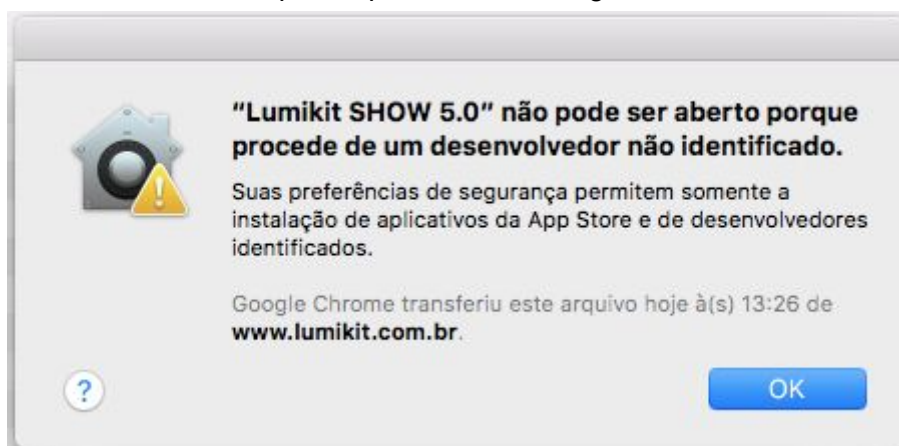 “Lumikit SHOW 5.0” não pode ser aberto porque
procede de um desenvolvedor não identificado.
Suas preferências de segurança permitem somente a
instalação de aplicativos da App Store e de desenvolvedores
identificados.
Google Chrome transferiu este arquivo hoje à(s) 13:26 de
www.lumikit.com.br.
?
OK